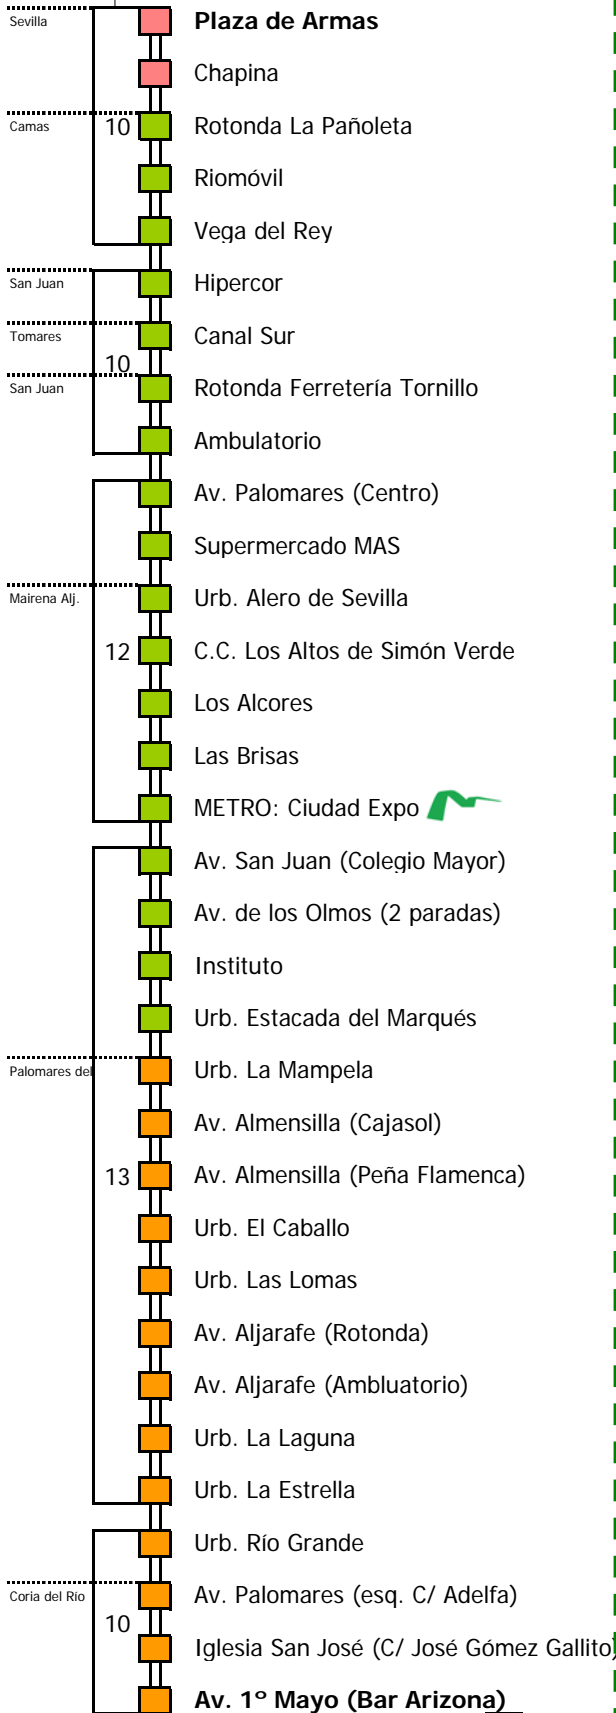 Sevilla
Plaza de Armas
Chapina
Camas
10
Rotonda La Pañoleta
Riomóvil
Vega del Rey
San Juan
Hipercor
Tomares
Canal Sur
10
San Juan
Rotonda Ferretería Tornillo
Ambulatorio
Av. Palomares (Centro)
Supermercado MAS
Mairena Alj.
Urb. Alero de Sevilla
12
C.C. Los Altos de Simón Verde
Los Alcores
Las Brisas
METRO: Ciudad Expo
Av. San Juan (Colegio Mayor)
Av. de los Olmos (2 paradas)
Instituto
Urb. Estacada del Marqués
Palomares del
Urb. La Mampela
Av. Almensilla (Cajasol)
13
Av. Almensilla (Peña Flamenca)
Urb. El Caballo
Urb. Las Lomas
Av. Aljarafe (Rotonda)
Av. Aljarafe (Ambluatorio)
Urb. La Laguna
Urb. La Estrella
Urb. Río Grande
Coria del Río
Av. Palomares (esq. C/ Adelfa)
10
Iglesia San José (C/ José Gómez Gallito)
Av. 1º Mayo (Bar Arizona)